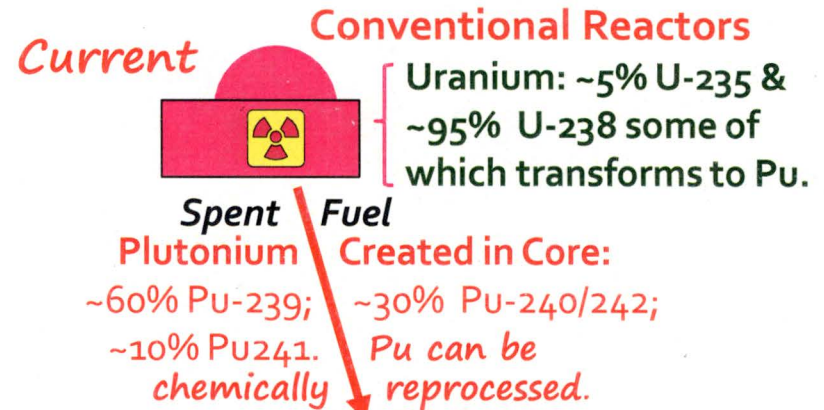 Conventional Reactors
Current
Uranium: ~5% U-235 &
~95% U-238 some of
which transforms to Pu.
Spent Fuel
Plutonium Created in Core:
~60% Pu-239; ~30% Pu-240/242;
~10% Pu241. Pu can be
chemically reprocessed.